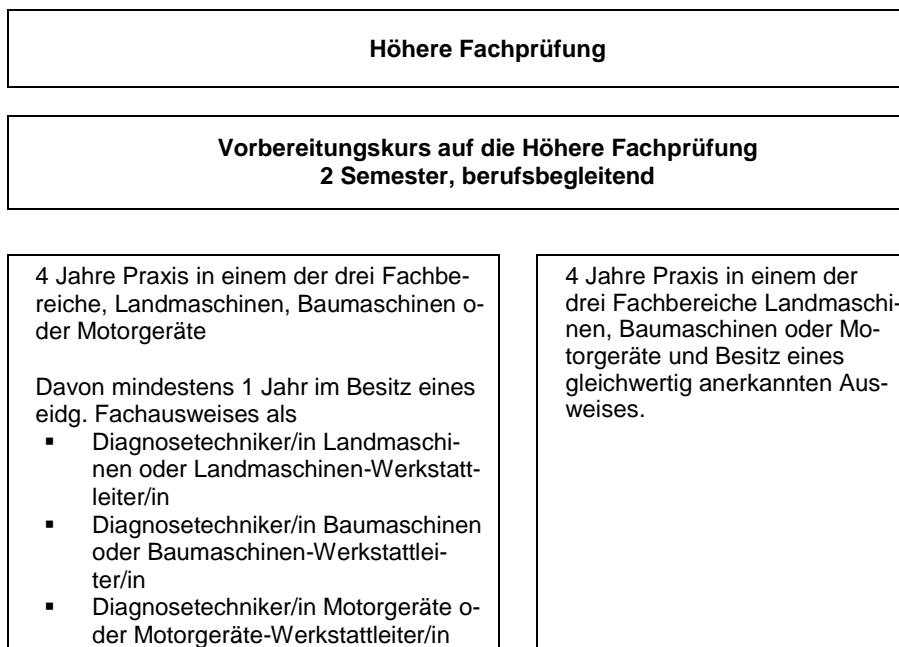 Höhere Fachprüfung
Vorbereitungskurs auf die Höhere Fachprüfung
2 Semester, berufsbegleitend
4 Jahre Praxis in einem der drei Fachbe-
reiche, Landmaschinen, Baumaschinen o-
der Motorgeräte
Davon mindestens 1 Jahr im Besitz eines
eidg. Fachausweises als
▪ Diagnosetechniker/in Landmaschi-
nen oder Landmaschinen-Werkstatt-
leiter/in
▪ Diagnosetechniker/in Baumaschinen
oder Baumaschinen-Werkstattlei-
ter/in
▪ Diagnosetechniker/in Motorgeräte o-
der Motorgeräte-Werkstattleiter/in
4 Jahre Praxis in einem der
drei Fachbereiche Landmaschi-
nen, Baumaschinen oder Mo-
torgeräte und Besitz eines
gleichwertig anerkannten Aus-
weises.